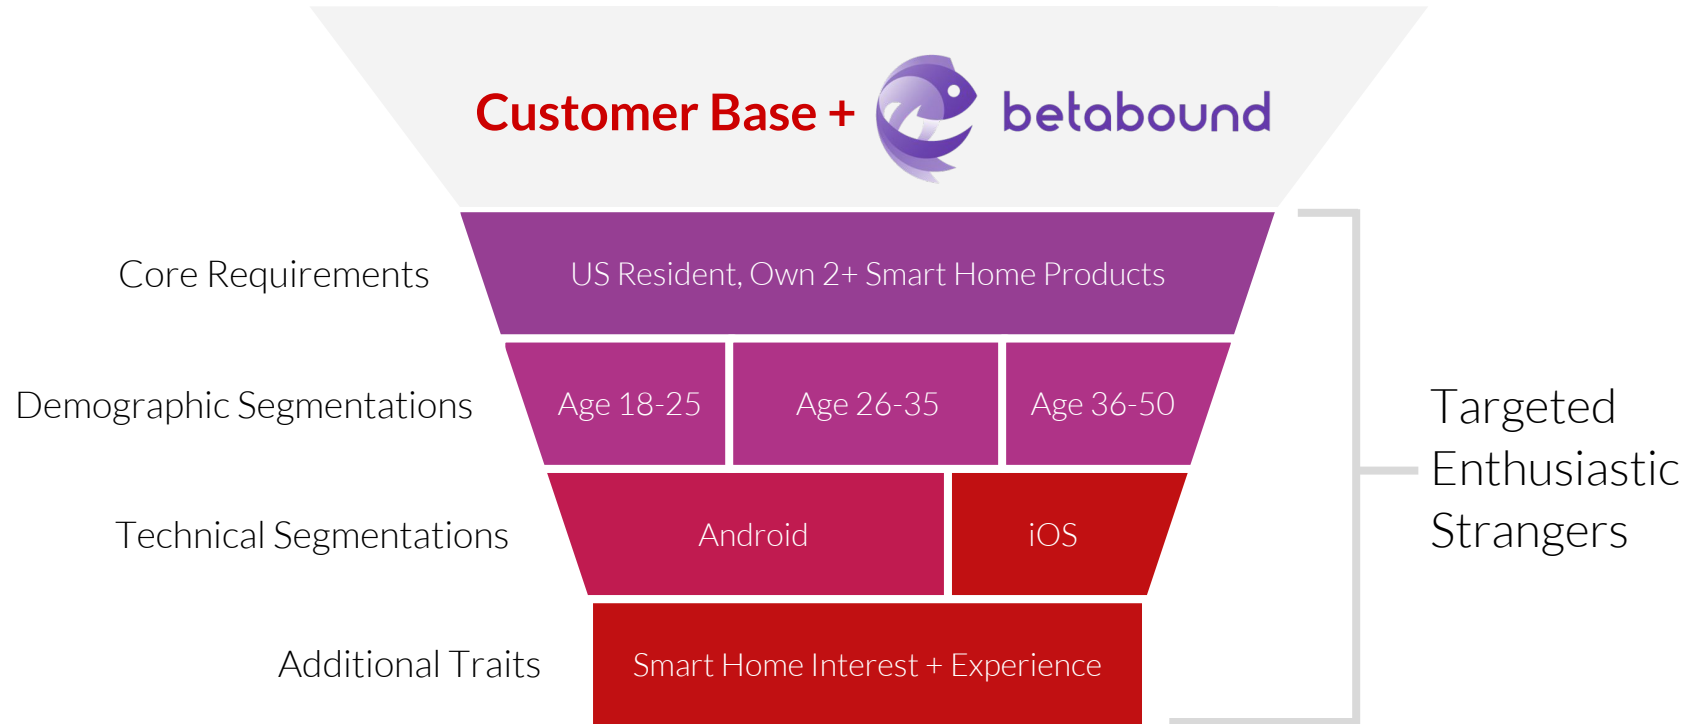 Customer Base + betabound
Core Requirements
US Resident, Own 2+ Smart Home Products
Demographic Segmentations
Age 18-25
Age 26-35
Age 36-50
Technical Segmentations
Android
iOS
Additional Traits
Smart Home Interest + Experience
Targeted
Enthusiastic
Strangers